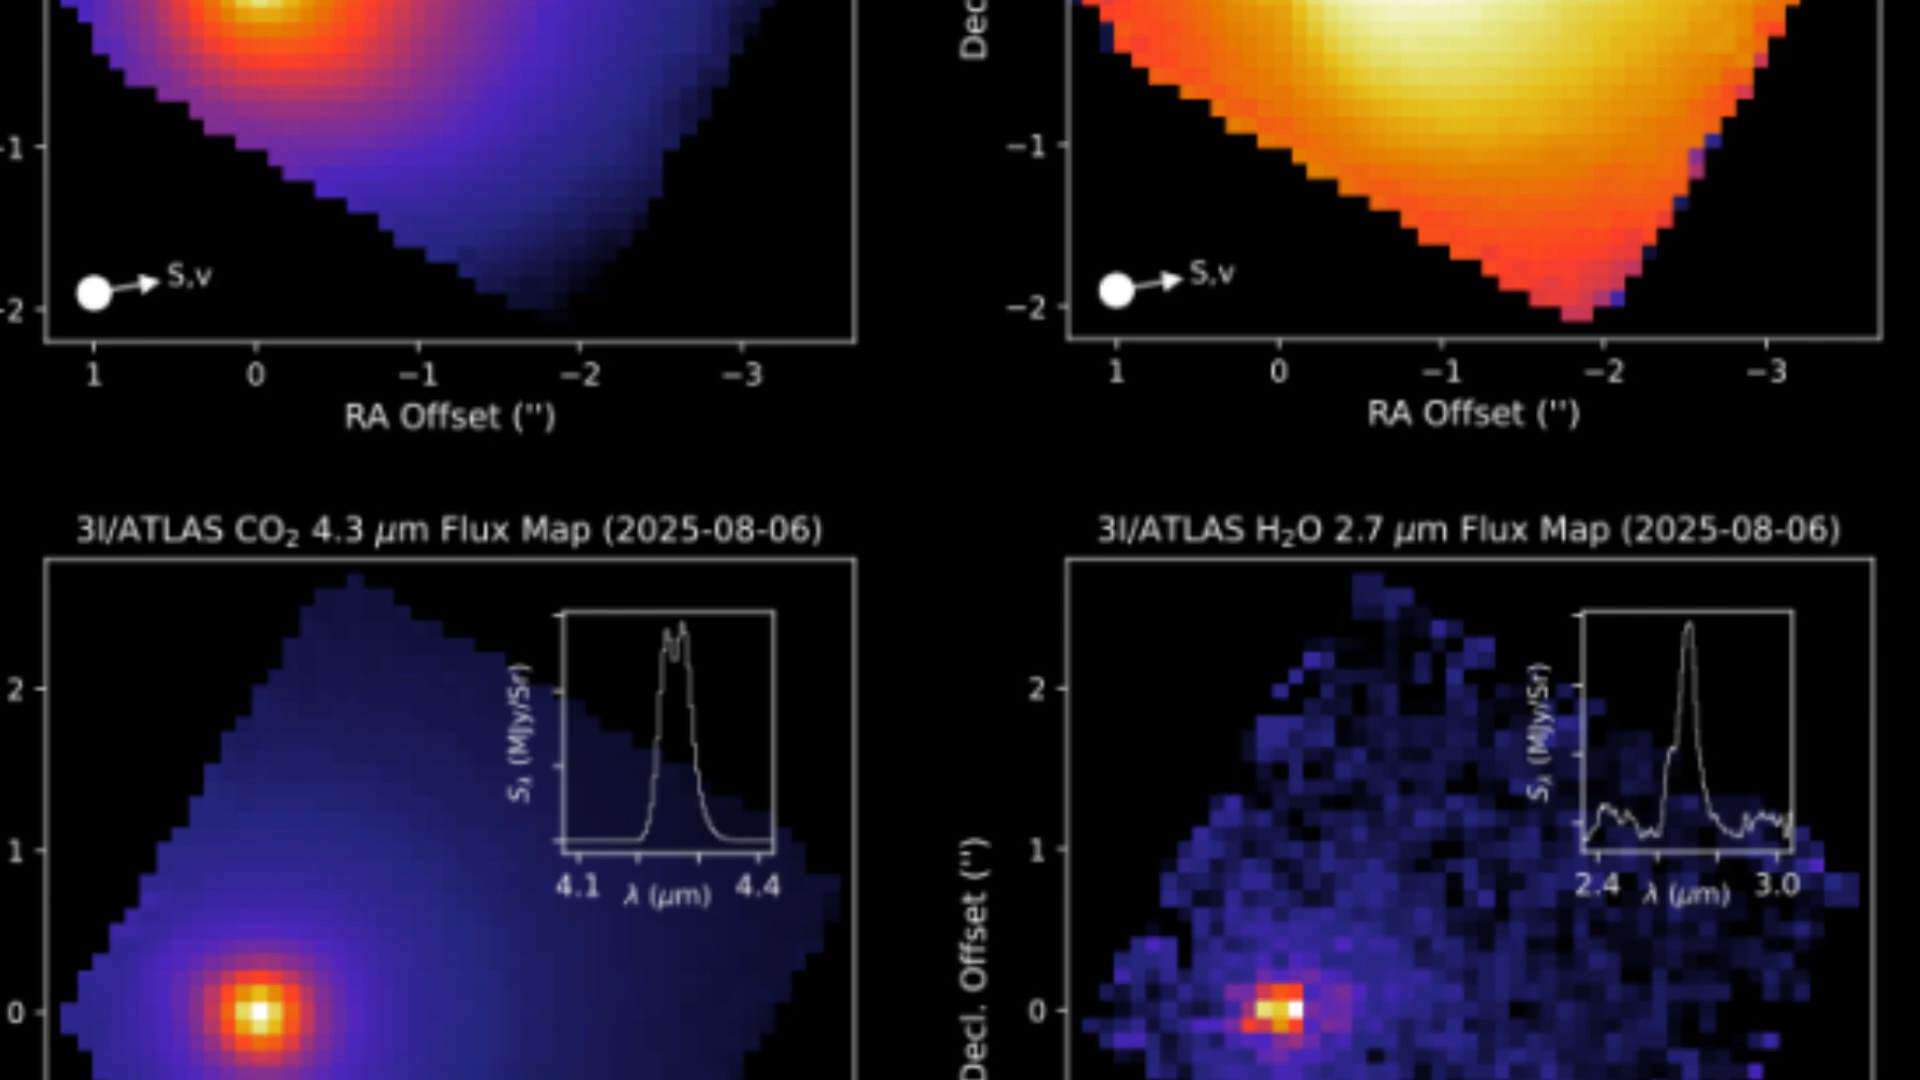 Dec
−1
−2
S,v
1 0 −1 −2 −3
RA Offset ('')
−1
−2
S,v
1 0 −1 −2 −3
RA Offset ('')
3I/ATLAS CO₂ 4.3 μm Flux Map (2025-08-06)
2
1
0
Sλ (MJy/Sr)
4.1 4.4
λ (μm)
3I/ATLAS H₂O 2.7 μm Flux Map (2025-08-06)
Decl. Offset ('')
2
1
0
Sλ (MJy/Sr)
2.4 3.0
λ (μm)